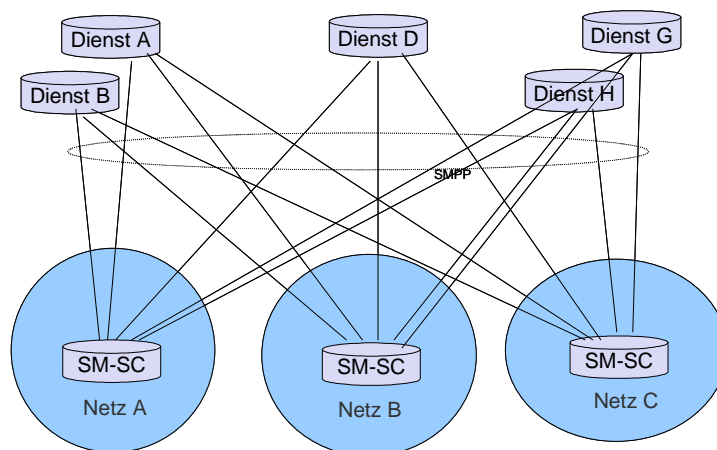 Dienst A
Dienst D
Dienst G
Dienst B
Dienst H
SMPP
SM-SC
SM-SC
SM-SC
Netz A
Netz B
Netz C